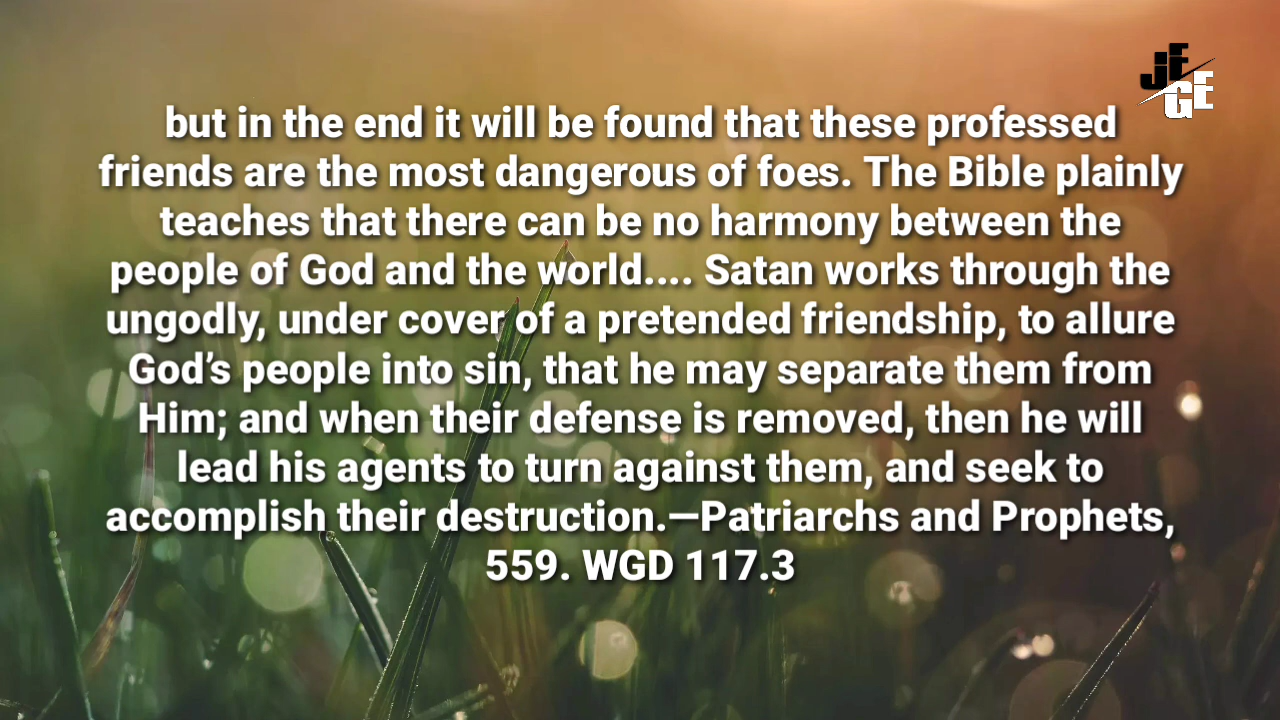 JF
GF
but in the end it will be found that these professed
friends are the most dangerous of foes. The Bible plainly
teaches that there can be no harmony between the
people of God and the world.... Satan works through the
ungodly, under cover of a pretended friendship, to allure
God’s people into sin, that he may separate them from
Him; and when their defense is removed, then he will
lead his agents to turn against them, and seek to
accomplish their destruction.—Patriarchs and Prophets,
559. WGD 117.3